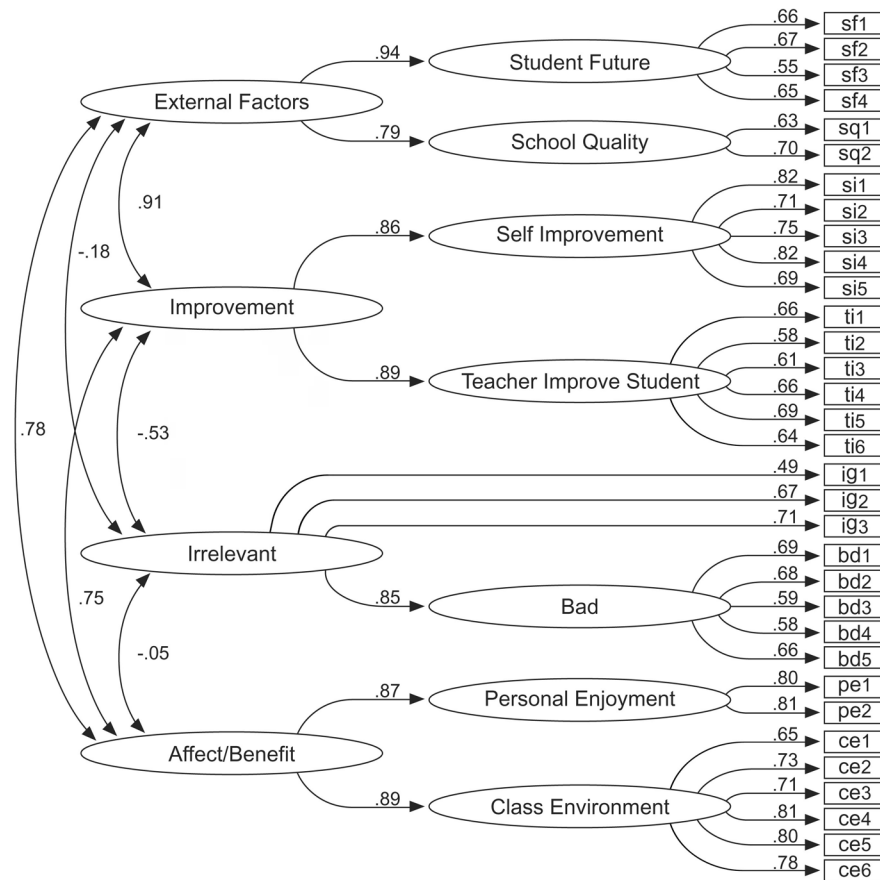 .66 sf1
.94 .67 sf2
Student Future
.55 sf3
External Factors .65 sf4
.63 sq1
.79 School Quality
.70 sq2
.82 si1
.91 .71 si2
.86 Self Improvement .75 si3
-.18 .82 si4
.69 si5
Improvement .66 ti1
.58 ti2
.61 ti3
.89 Teacher Improve Student
.66 ti4
.78 -.53 .69 ti5
.64 ti6
.49 ig1
.67 ig2
.71 ig3
Irrelevant .69 bd1
.68 bd2
.75 .85 Bad .59 bd3
.58 bd4
-.05 .66 bd5
.87 Personal Enjoyment .80 pe1
.81 pe2
Affect/Benefit .65 ce1
.73 ce2
.71 ce3
.89 Class Environment
.81 ce4
.80 ce5
.78 ce6